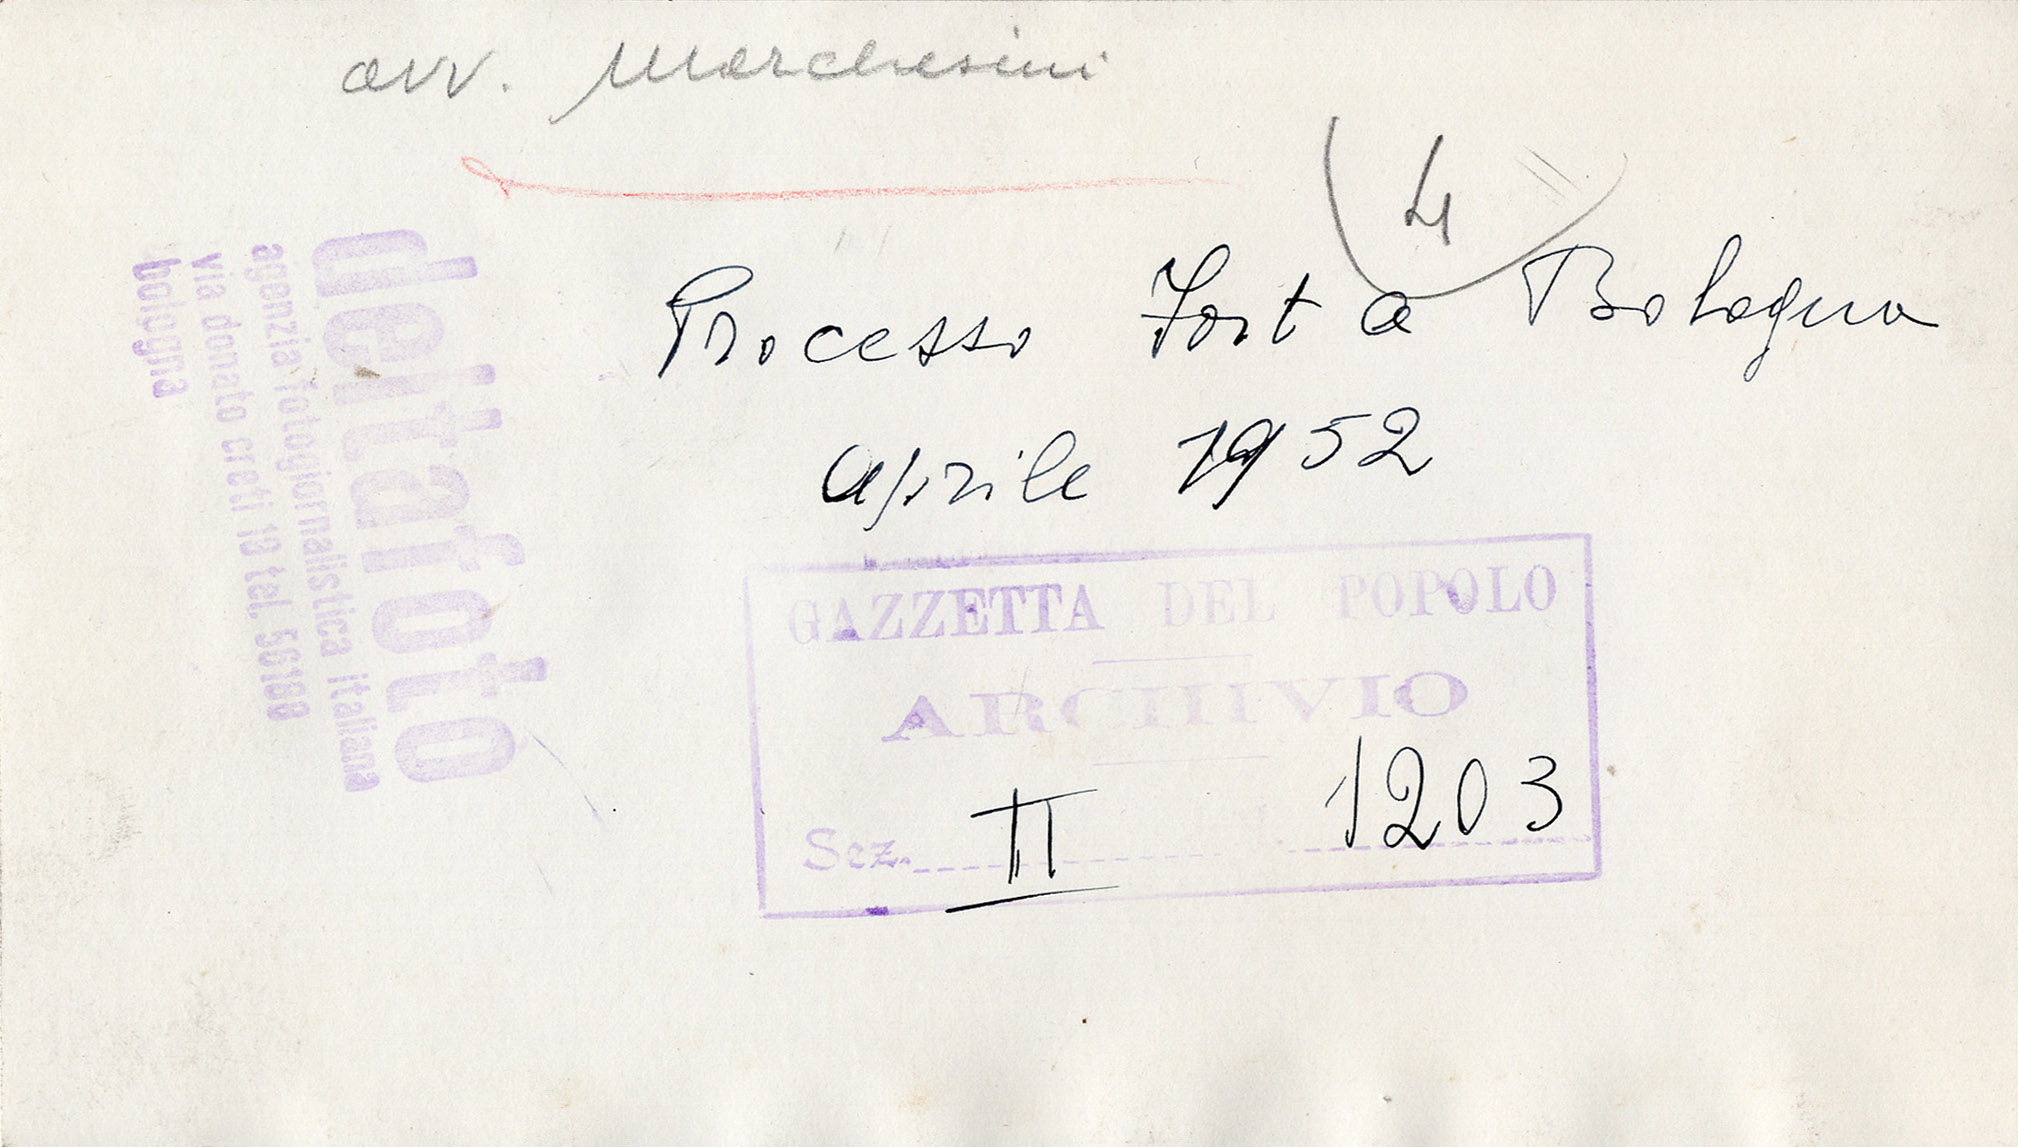 avv. Marchesini
4
Processo Fort a Bologna
aprile 1952
deltafoto
agenzia fotogiornalistica italiana
via donato creti 18 tel. 56188
bologna
GAZZETTA DEL POPOLO
ARCHIVIO
Sez. II 1203